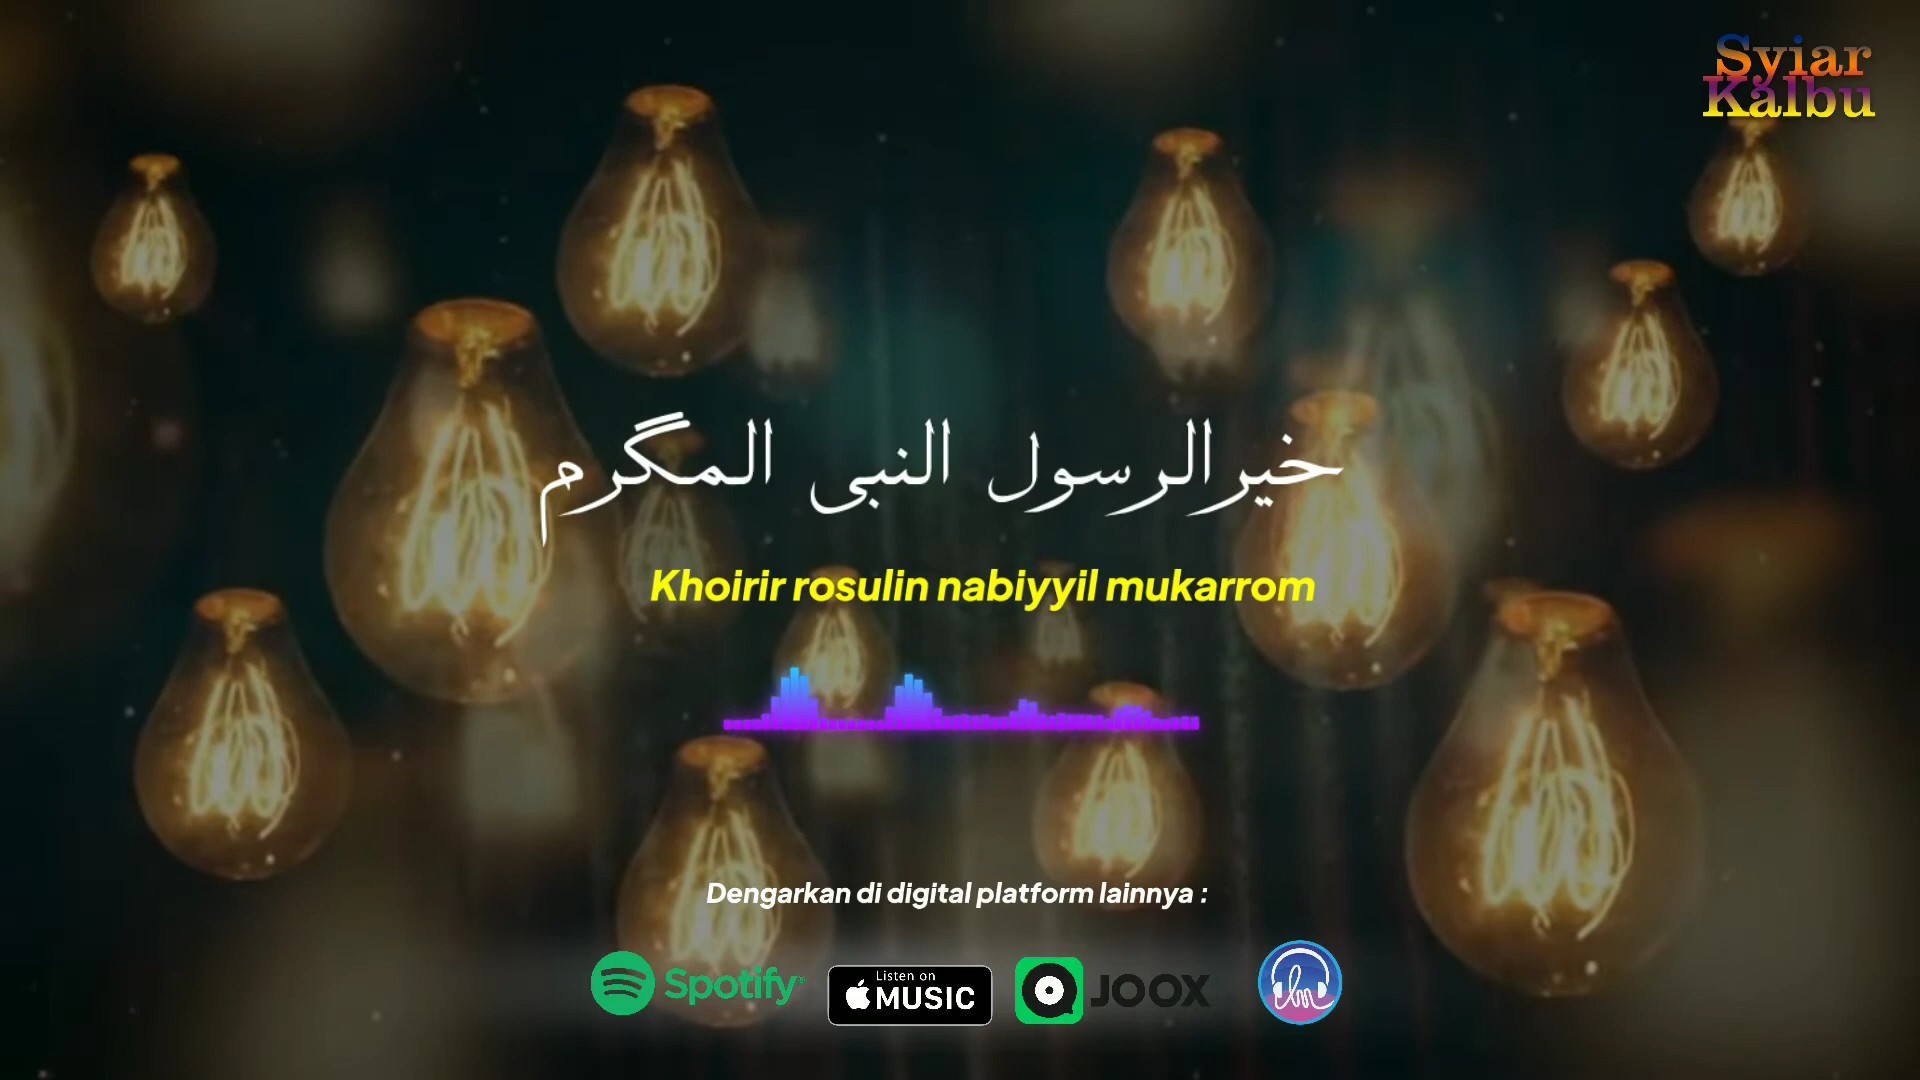 Syiar
Kalbu
خيرالرسول النبى المگرم
Khoirir rosulin nabiyyil mukarrom
Dengarkan di digital platform lainnya :
Spotify
Listen on
MUSIC
JOOX
lm